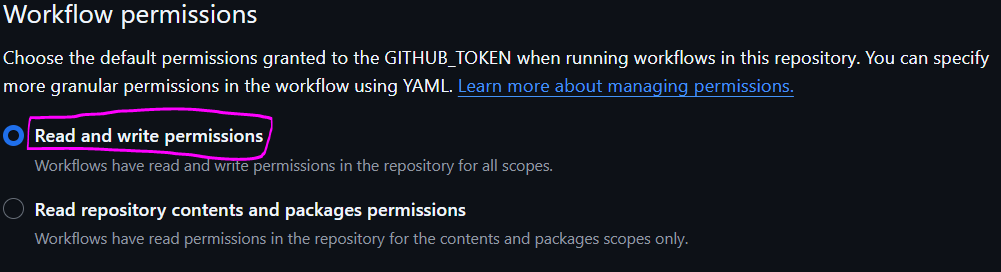 Workflow permissions
Choose the default permissions granted to the GITHUB_TOKEN when running workflows in this repository. You can specify
more granular permissions in the workflow using YAML. Learn more about managing permissions.
Read and write permissions
Workflows have read and write permissions in the repository for all scopes.
Read repository contents and packages permissions
Workflows have read permissions in the repository for the contents and packages scopes only.